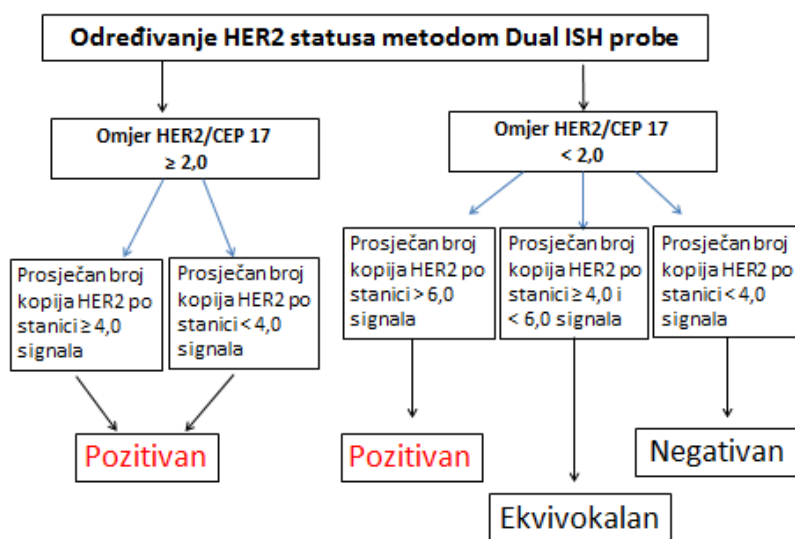 Određivanje HER2 statusa metodom Dual ISH probe
Omjer HER2/CEP 17
≥ 2,0
Omjer HER2/CEP 17
< 2,0
Prosječan broj
kopija HER2 po
stanici ≥ 4,0
signala
Prosječan broj
kopija HER2 po
stanici < 4,0
signala
Prosječan broj
kopija HER2 po
stanici > 6,0
signala
Prosječan broj
kopija HER2 po
stanici ≥ 4,0 i
< 6,0 signala
Prosječan broj
kopija HER2 po
stanici < 4,0
signala
Pozitivan
Pozitivan
Negativan
Ekvivokalan